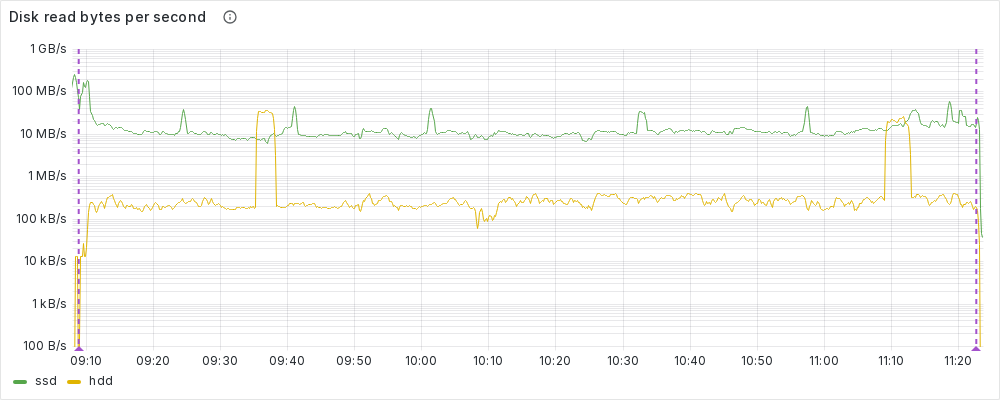 Disk read bytes per second
1 GB/s
100 MB/s
10 MB/s
1 MB/s
100 kB/s
10 kB/s
1 kB/s
100 B/s
09:10 09:20 09:30 09:40 09:50 10:00 10:10 10:20 10:30 10:40 10:50 11:00 11:10 11:20
ssd hdd